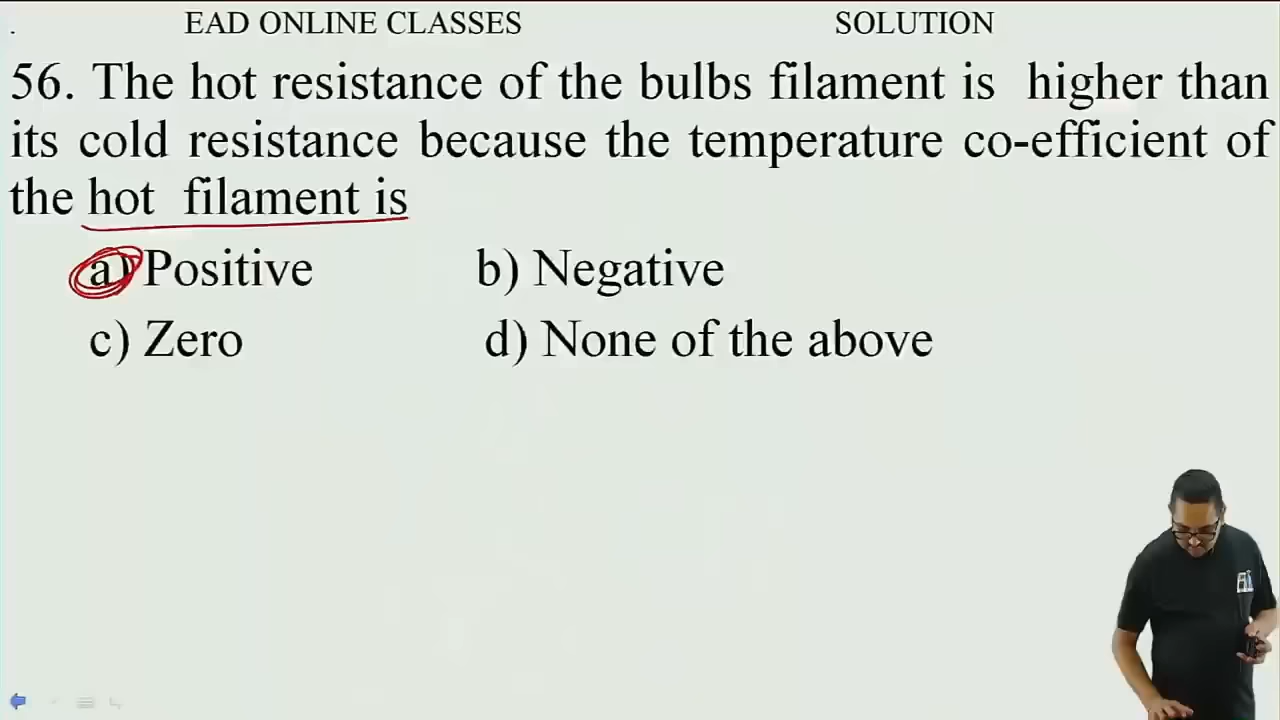 EAD ONLINE CLASSES SOLUTION
56. The hot resistance of the bulbs filament is higher than
its cold resistance because the temperature co-efficient of
the hot filament is
a) Positive b) Negative
c) Zero d) None of the above